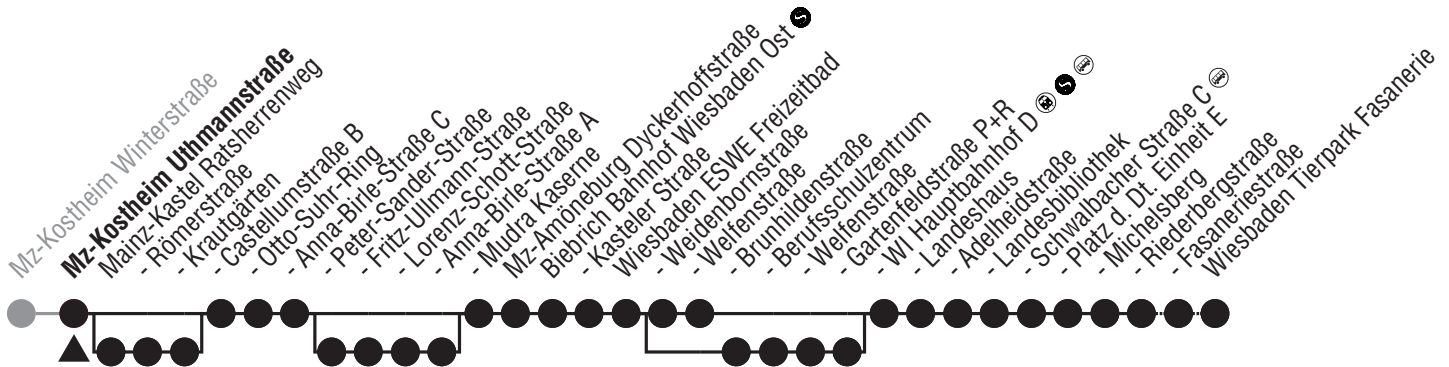 Mz-Kostheim Winterstraße
Mz-Kostheim Uthmannstraße
Mainz-Kastel Ratsherrenweg
- Römerstraße
- Krautgärten
- Castellumstraße B
- Otto-Suhr-Ring
- Anna-Birle-Straße C
- Peter-Sander-Straße
- Fritz-Ullmann-Straße
- Lorenz-Schott-Straße
- Anna-Birle-Straße A
- Mudra Kaserne
Mz-Amöneburg Dyckerhoffstraße
Biebrich Bahnhof Wiesbaden Ost S
- Kasteler Straße
Wiesbaden ESWE Freizeitbad
- Weidenbornstraße
- Welfenstraße
- Brunhildenstraße
- Berufsschulzentrum
- Welfenstraße
- Gartenfeldstraße P+R
- WI Hauptbahnhof D S
- Landeshaus
- Adelheidstraße
- Landesbibliothek
- Schwalbacher Straße C
- Platz d. Dt. Einheit E
- Michelsberg
- Riederbergstraße
- Fasaneriestraße
Wiesbaden Tierpark Fasanerie